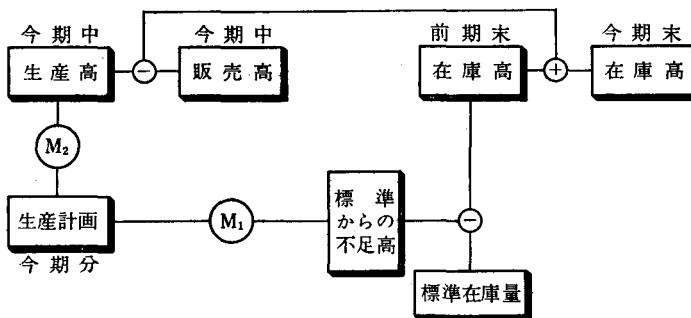 今期中
今期中
前期末
今期末
生産高
−
販売高
在庫高
+
在庫高
M₂
標準
からの
不足高
生産計画
M₁
−
今期分
標準在庫量